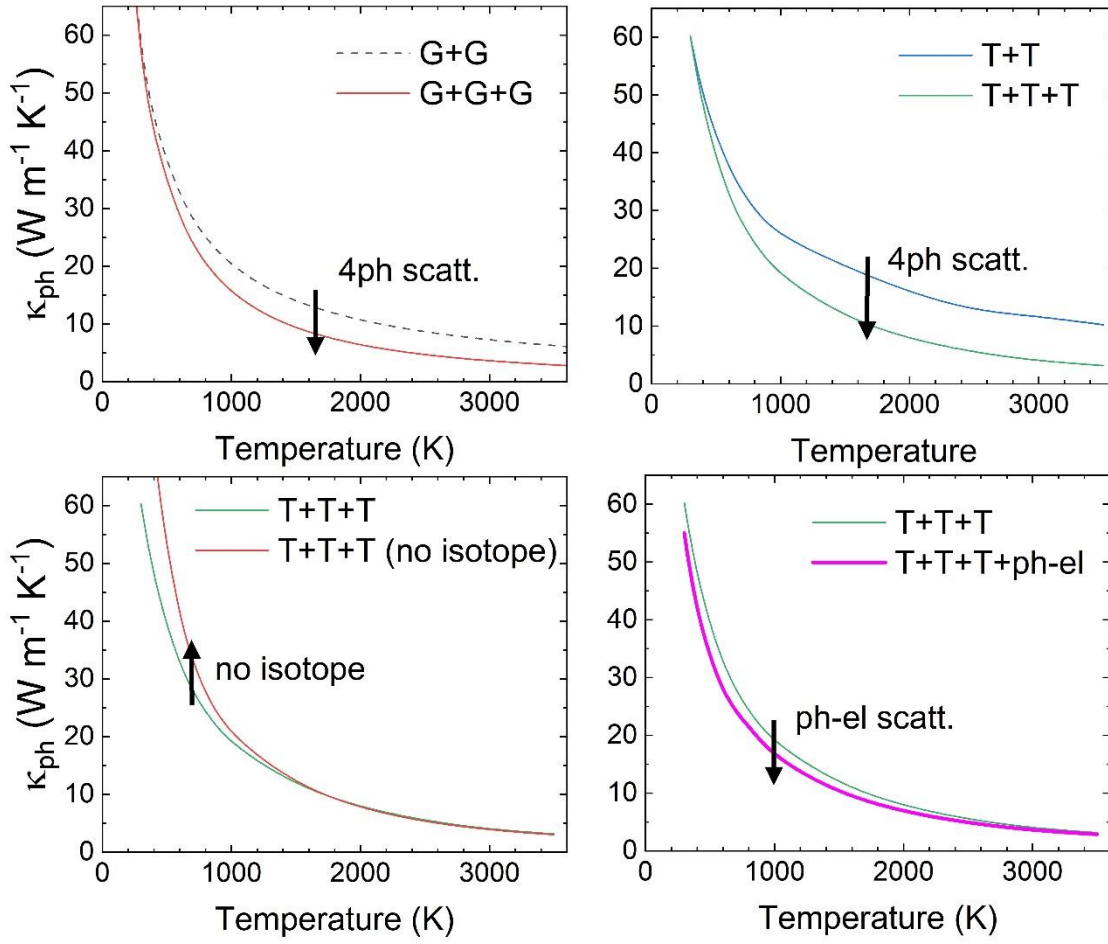 κph (W m-1 K-1)
60
50
40
30
20
10
0
G+G
G+G+G
4ph scatt.
0 1000 2000 3000
Temperature (K)
60
50
40
30
20
10
0
T+T
T+T+T
4ph scatt.
0 1000 2000 3000
Temperature
κph (W m-1 K-1)
60
50
40
30
20
10
0
T+T+T
T+T+T (no isotope)
no isotope
0 1000 2000 3000
Temperature (K)
60
50
40
30
20
10
0
T+T+T
T+T+T+ph-el
ph-el scatt.
0 1000 2000 3000
Temperature (K)